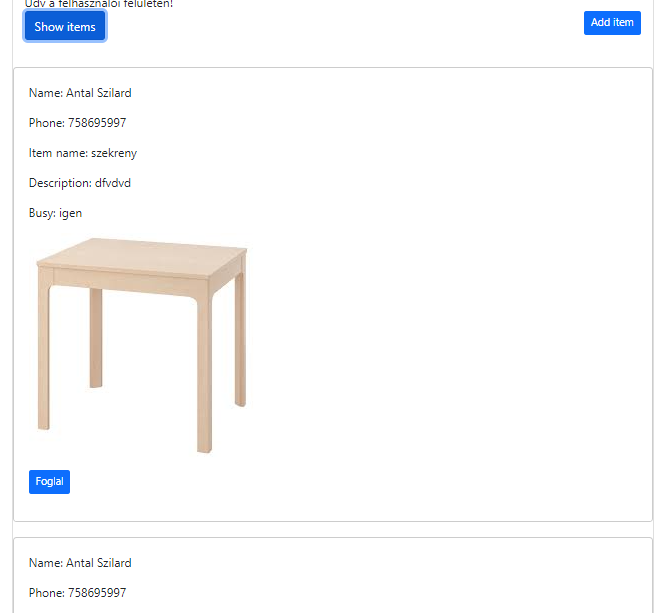 Üdv a felhasználói felületen!
Show items
Add item
Name: Antal Szilard
Phone: 758695997
Item name: szekreny
Description: dfvdvd
Busy: igen
Foglal
Name: Antal Szilard
Phone: 758695997